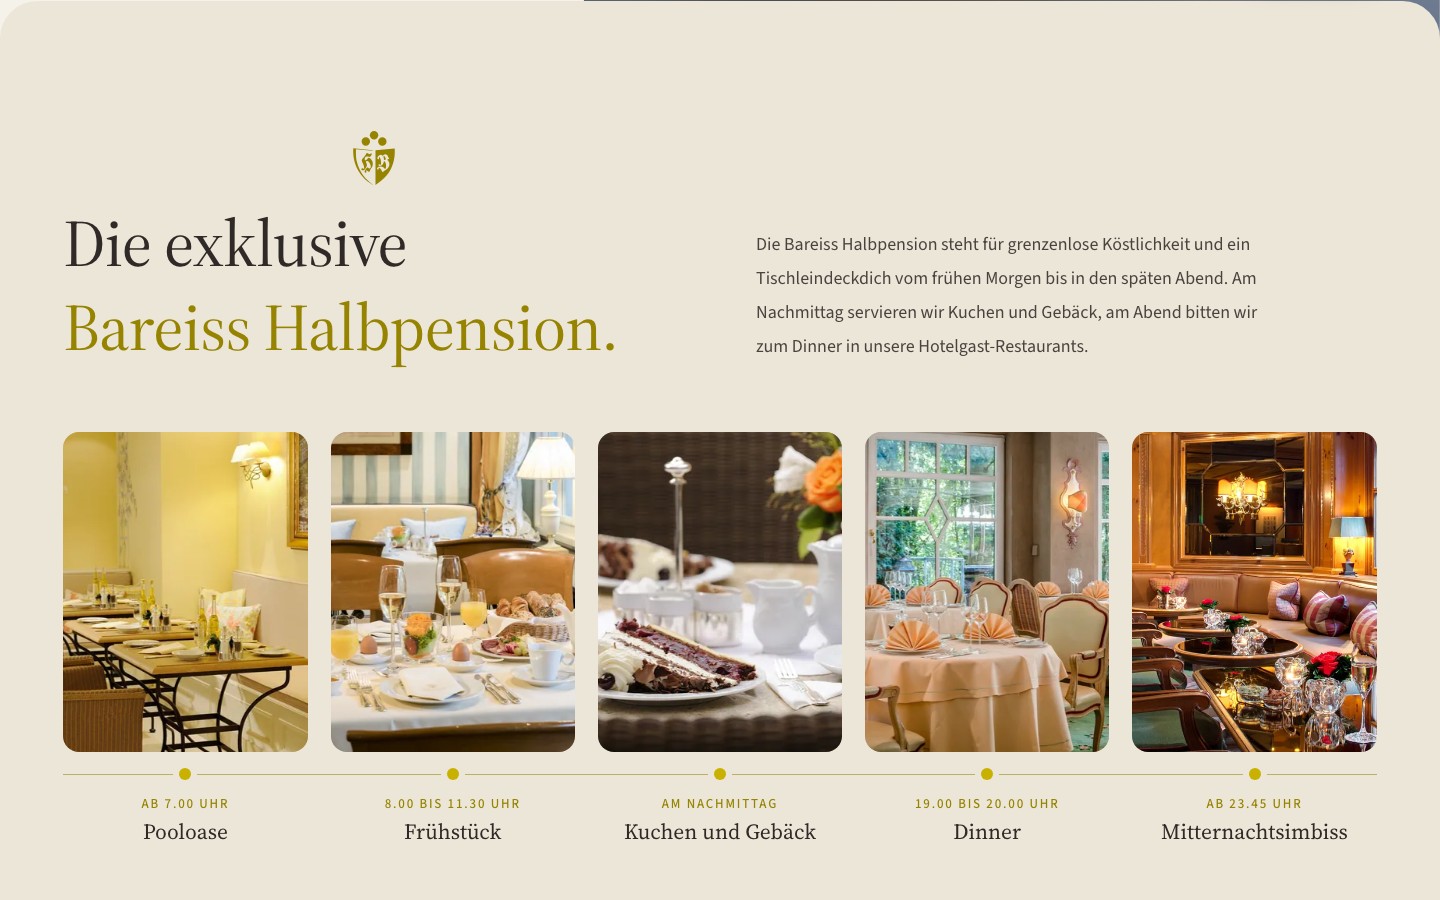 HB
Die exklusive
Bareiss Halbpension.
Die Bareiss Halbpension steht für grenzenlose Köstlichkeit und ein
Tischleindeckdich vom frühen Morgen bis in den späten Abend. Am
Nachmittag servieren wir Kuchen und Gebäck, am Abend bitten wir
zum Dinner in unsere Hotelgast-Restaurants.
AB 7.00 UHR
Pooloase
8.00 BIS 11.30 UHR
Frühstück
AM NACHMITTAG
Kuchen und Gebäck
19.00 BIS 20.00 UHR
Dinner
AB 23.45 UHR
Mitternachtsimbiss